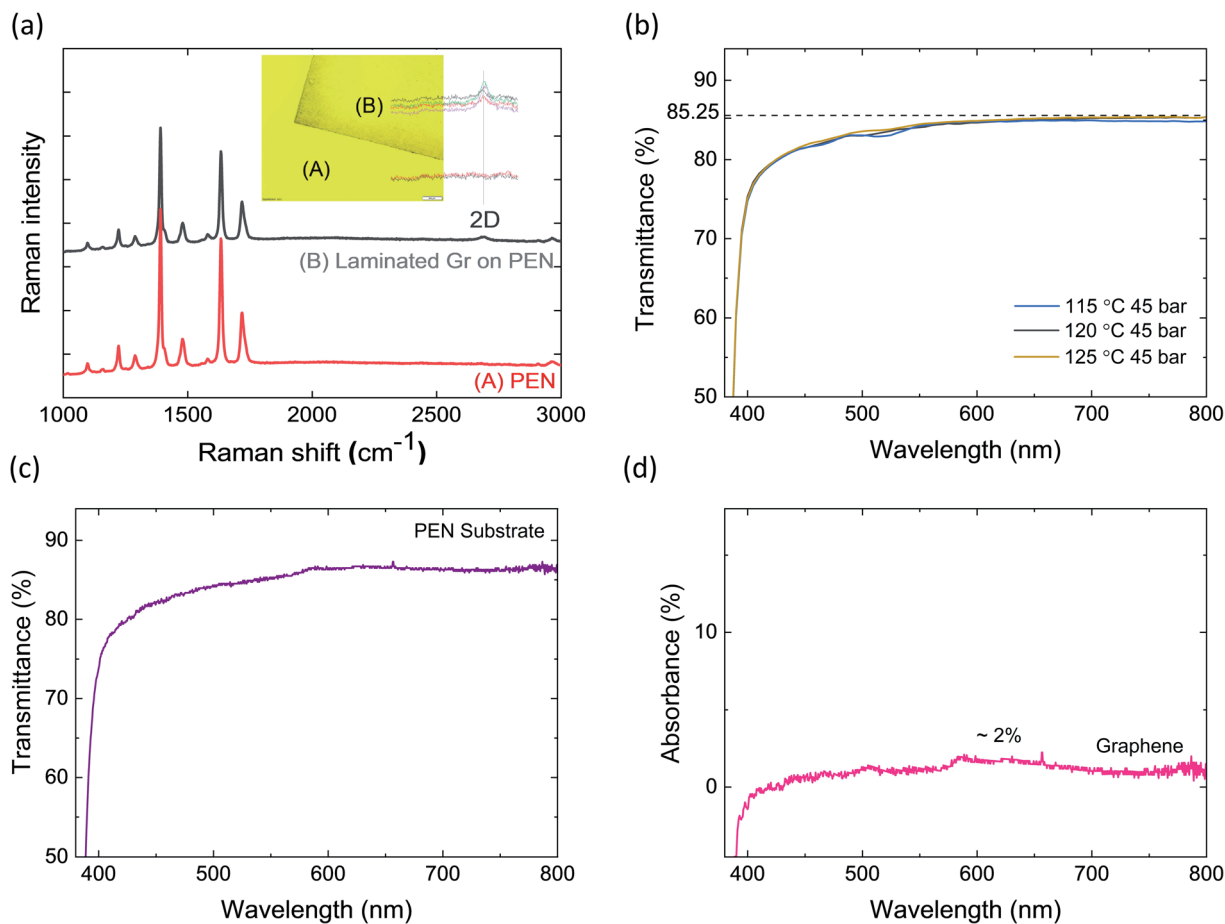 (a)
Raman intensity
(B)
(A)
2D
(B) Laminated Gr on PEN
(A) PEN
1000 1500 2000 2500 3000
Raman shift (cm⁻¹)
(b)
Transmittance (%)
90
85.25
80
70
60
50
115 °C 45 bar
120 °C 45 bar
125 °C 45 bar
400 500 600 700 800
Wavelength (nm)
(c)
Transmittance (%)
90
80
70
60
50
PEN Substrate
400 500 600 700 800
Wavelength (nm)
(d)
Absorbance (%)
10
0
~ 2%
Graphene
400 500 600 700 800
Wavelength (nm)